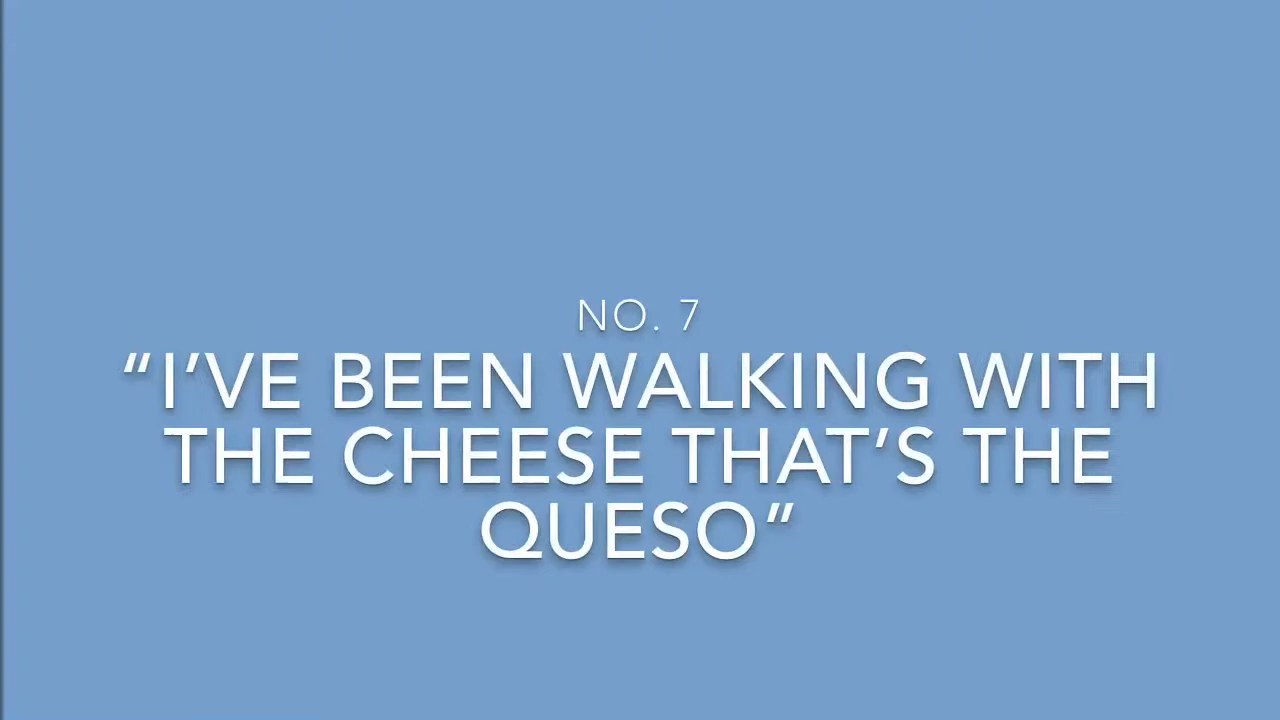 NO. 7
“I’VE BEEN WALKING WITH
THE CHEESE THAT’S THE
QUESO”